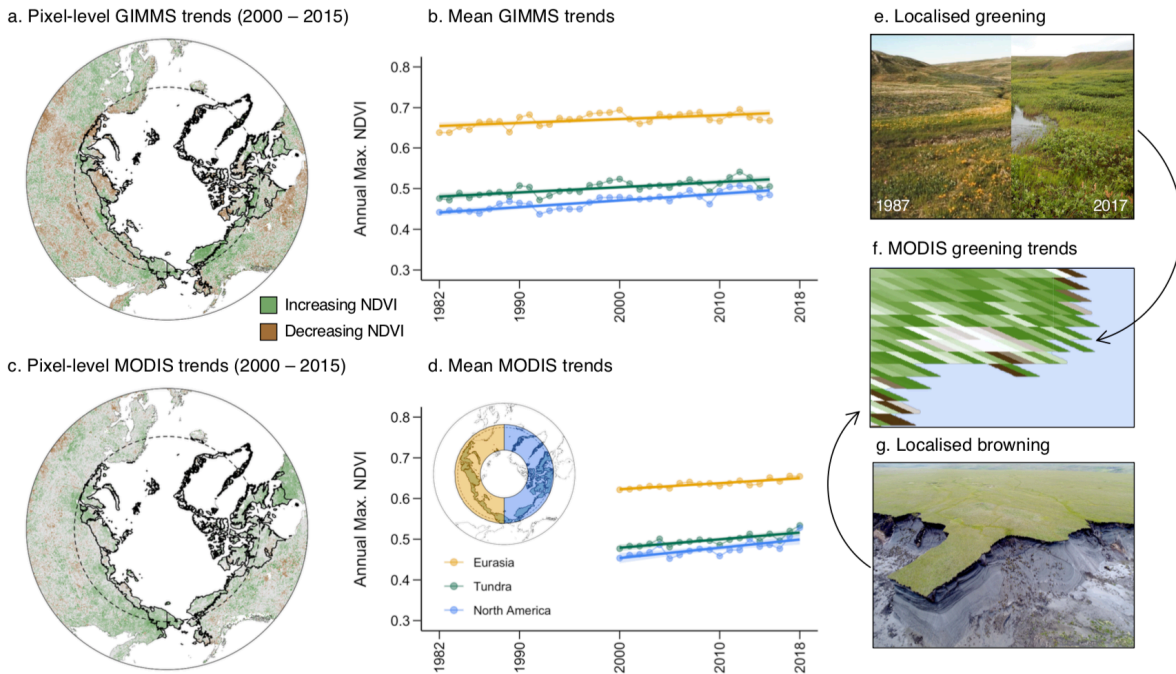 a. Pixel-level GIMMS trends (2000 – 2015)
Increasing NDVI
Decreasing NDVI
b. Mean GIMMS trends
Annual Max. NDVI
0.8
0.7
0.6
0.5
0.4
0.3
1982
1990
2000
2010
2018
c. Pixel-level MODIS trends (2000 – 2015)
d. Mean MODIS trends
Annual Max. NDVI
0.8
0.7
0.6
0.5
0.4
0.3
Eurasia
Tundra
North America
1982
1990
2000
2010
2018
e. Localised greening
1987
2017
f. MODIS greening trends
g. Localised browning